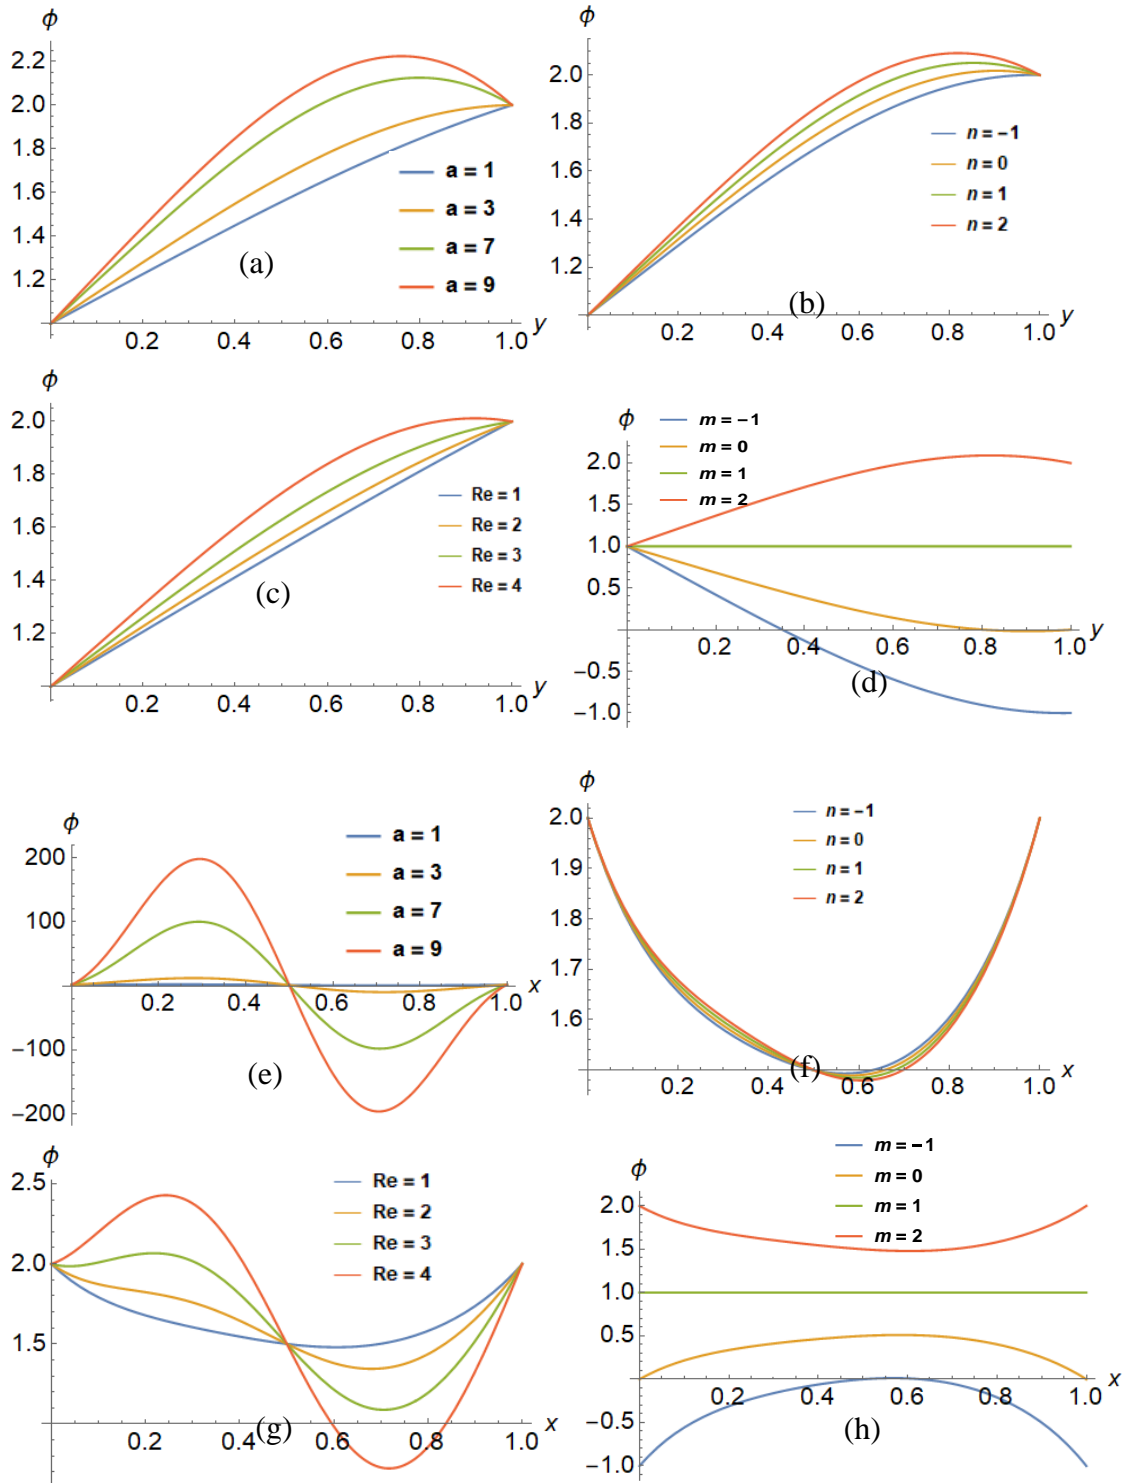 ϕ
2.2
2.0
1.8
1.6
1.4
1.2
0.2 0.4 0.6 0.8 1.0
y
a = 1
a = 3
a = 7
a = 9
(a)
ϕ
2.0
1.8
1.6
1.4
1.2
0.2 0.4 0.6 0.8 1.0
y
n = −1
n = 0
n = 1
n = 2
(b)
ϕ
2.0
1.8
1.6
1.4
1.2
0.2 0.4 0.6 0.8 1.0
y
Re = 1
Re = 2
Re = 3
Re = 4
(c)
ϕ
m = −1
m = 0
m = 1
m = 2
2.0
1.5
1.0
0.5
−0.5
−1.0
0.2 0.4 0.6 0.8 1.0
y
(d)
ϕ
a = 1
a = 3
a = 7
a = 9
200
100
−100
−200
0.2 0.4 0.6 0.8 1.0
x
(e)
ϕ
2.0
1.9
1.8
1.7
1.6
0.2 0.4 0.6 0.8 1.0
x
n = −1
n = 0
n = 1
n = 2
(f)
ϕ
2.5
2.0
1.5
0.2 0.4 0.6 0.8 1.0
x
Re = 1
Re = 2
Re = 3
Re = 4
(g)
ϕ
m = −1
m = 0
m = 1
m = 2
2.0
1.5
1.0
0.5
−0.5
−1.0
0.2 0.4 0.6 0.8 1.0
x
(h)